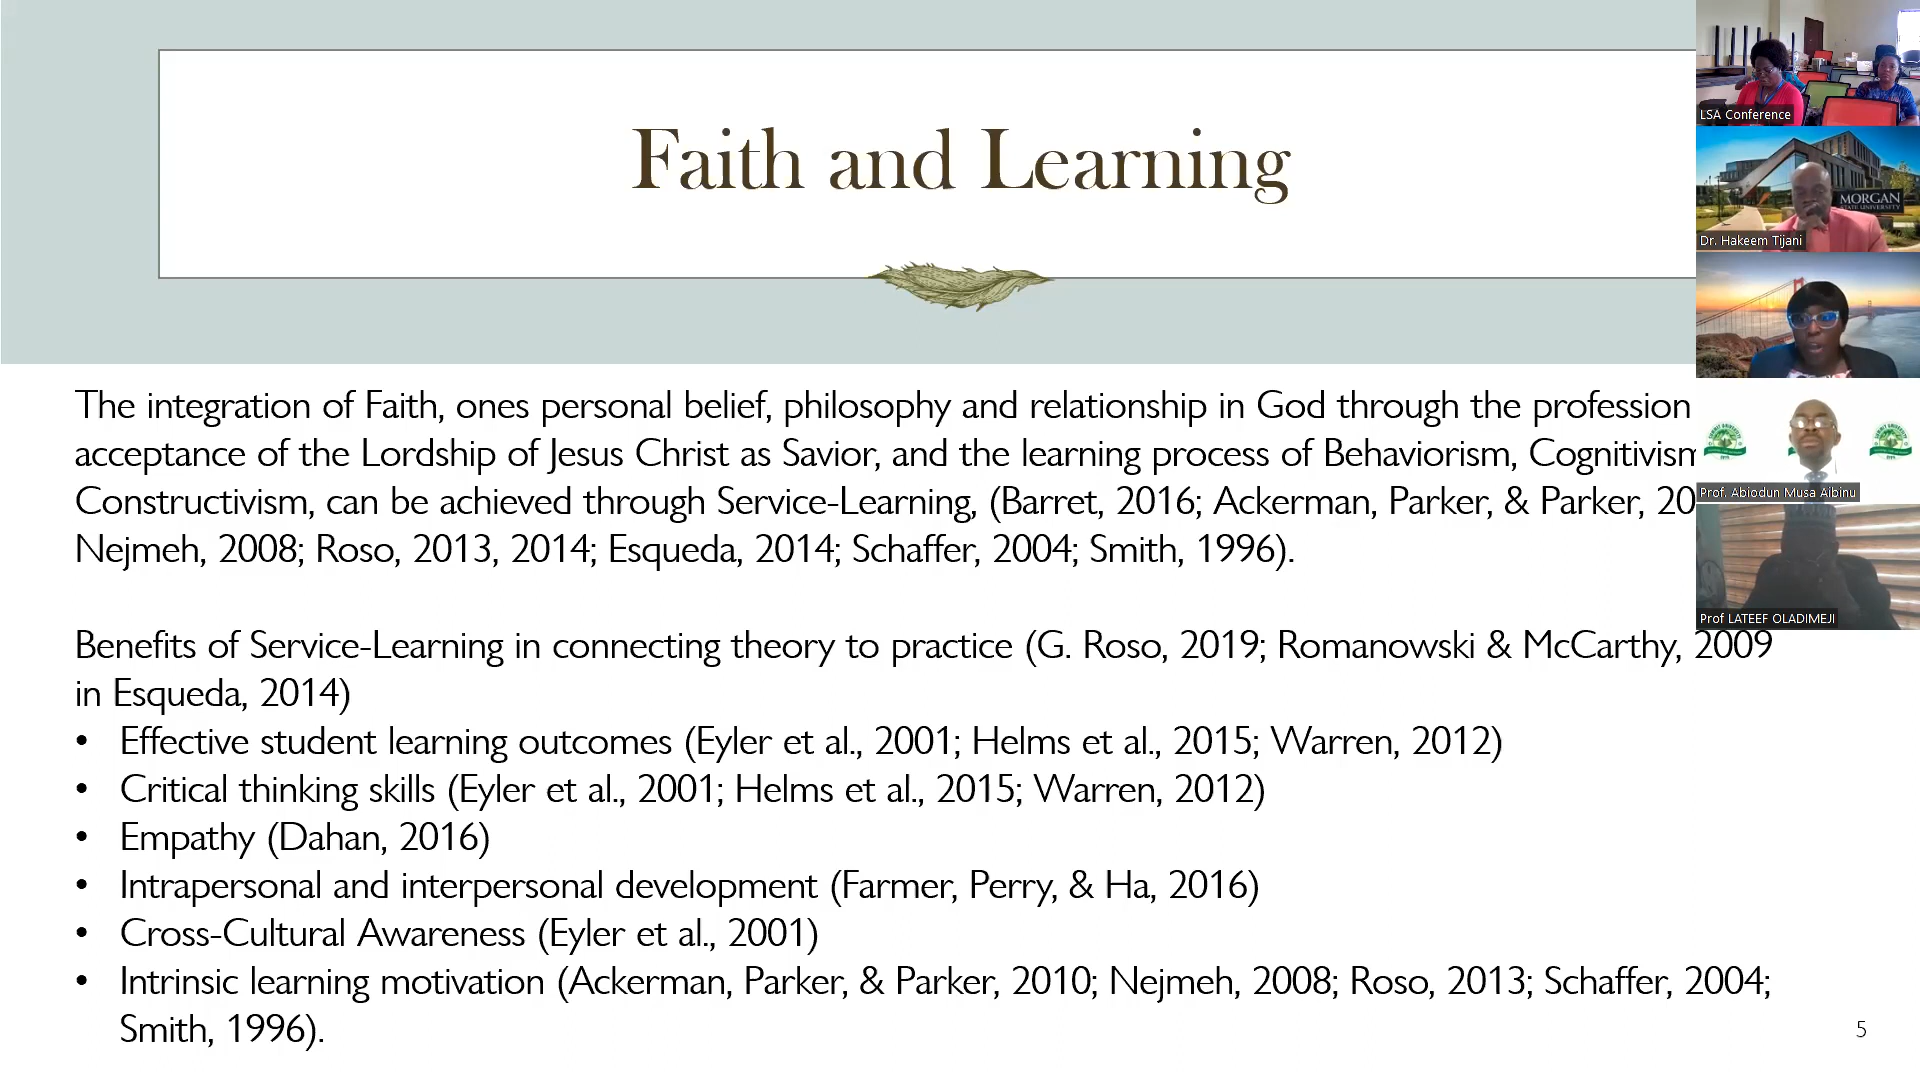 Faith and Learning
The integration of Faith, ones personal belief, philosophy and relationship in God through the profession
acceptance of the Lordship of Jesus Christ as Savior, and the learning process of Behaviorism, Cognitivism
Constructivism, can be achieved through Service-Learning, (Barret, 2016; Ackerman, Parker, & Parker, 20
Nejmeh, 2008; Roso, 2013, 2014; Esqueda, 2014; Schaffer, 2004; Smith, 1996).
Benefits of Service-Learning in connecting theory to practice (G. Roso, 2019; Romanowski & McCarthy, 2009
in Esqueda, 2014)
• Effective student learning outcomes (Eyler et al., 2001; Helms et al., 2015; Warren, 2012)
• Critical thinking skills (Eyler et al., 2001; Helms et al., 2015; Warren, 2012)
• Empathy (Dahan, 2016)
• Intrapersonal and interpersonal development (Farmer, Perry, & Ha, 2016)
• Cross-Cultural Awareness (Eyler et al., 2001)
• Intrinsic learning motivation (Ackerman, Parker, & Parker, 2010; Nejmeh, 2008; Roso, 2013; Schaffer, 2004;
Smith, 1996).
5
LSA Conference
MORGAN
STATE UNIVERSITY
Dr. Hakeem Tijani
Prof. Abiodun Musa Aibinu
Prof LATEEF OLADIMEJI